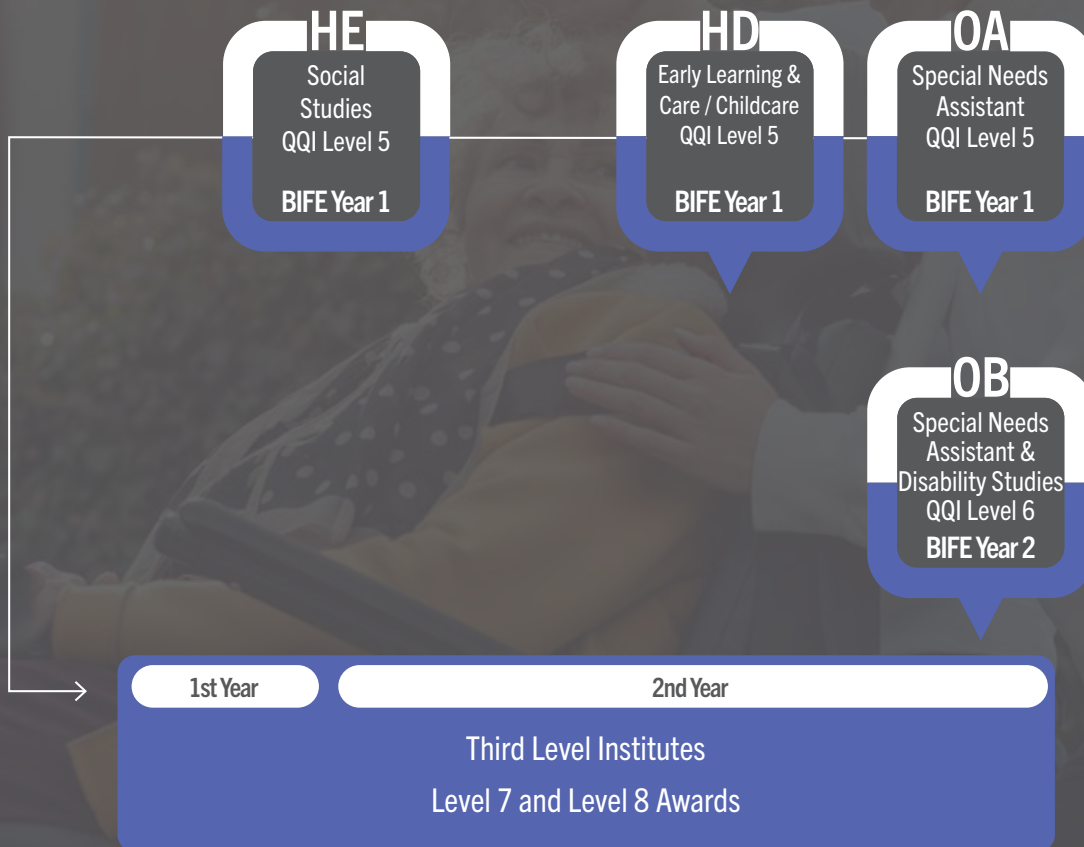 HE
Social
Studies
QQI Level 5
BIFE Year 1
HD
Early Learning &
Care / Childcare
QQI Level 5
BIFE Year 1
OA
Special Needs
Assistant
QQI Level 5
BIFE Year 1
OB
Special Needs
Assistant &
Disability Studies
QQI Level 6
BIFE Year 2
1st Year
2nd Year
Third Level Institutes
Level 7 and Level 8 Awards